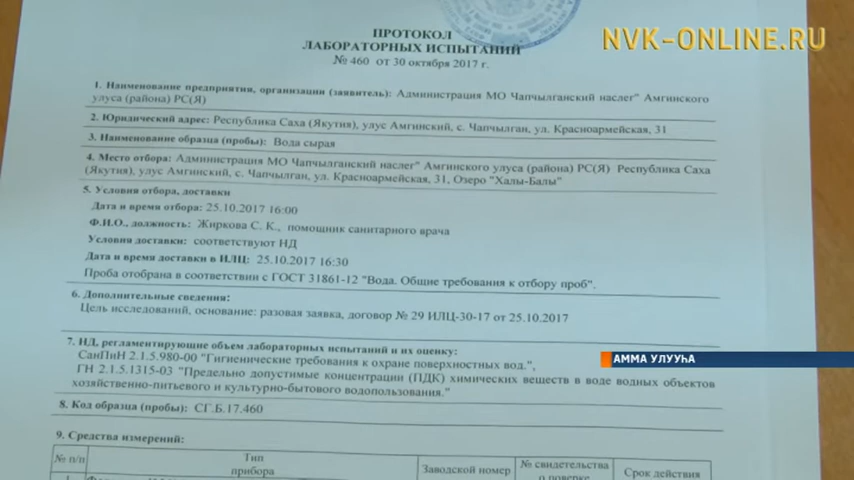 NVK-ONLINE.RU
ПРОТОКОЛ
ЛАБОРАТОРНЫХ ИСПЫТАНИЙ
№ 460 от 30 октября 2017 г.
1. Наименование предприятия, организации (заявитель): Администрация МО Чапчылганский наслег" Амгинского
улуса (района) РС(Я)
2. Юридический адрес: Республика Саха (Якутия), улус Амгинский, с. Чапчылган, ул. Красноармейская, 31
3. Наименование образца (пробы): Вода сырая
4. Место отбора: Администрация МО Чапчылганский наслег" Амгинского улуса (района) РС(Я) Республика Саха
(Якутия), улус Амгинский, с. Чапчылган, ул. Красноармейская, 31, Озеро "Халы-Балы"
5. Условия отбора, доставки
Дата и время отбора: 25.10.2017 16:00
Ф.И.О., должность: Жиркова С. К., помощник санитарного врача
Условия доставки: соответствуют НД
Дата и время доставки в ИЛЦ: 25.10.2017 16:30
Проба отобрана в соответствии с ГОСТ 31861-12 "Вода. Общие требования к отбору проб".
6. Дополнительные сведения:
Цель исследований, основание: разовая заявка, договор № 29 ИЛЦ-30-17 от 25.10.2017
7. НД, регламентирующие объем лабораторных испытаний и их оценку:
СанПиН 2.1.5.980-00 "Гигиенические требования к охране поверхностных вод.",
ГН 2.1.5.1315-03 "Предельно допустимые концентрации (ПДК) химических веществ в воде водных объектов
хозяйственно-питьевого и культурно-бытового водопользования."
АММА УЛУУҺА
8. Код образца (пробы): СГ.Б.17.460
9. Средства измерений:
№ п/п
Тип
прибора
Заводской номер
№ свидетельства
о поверке
Срок действия